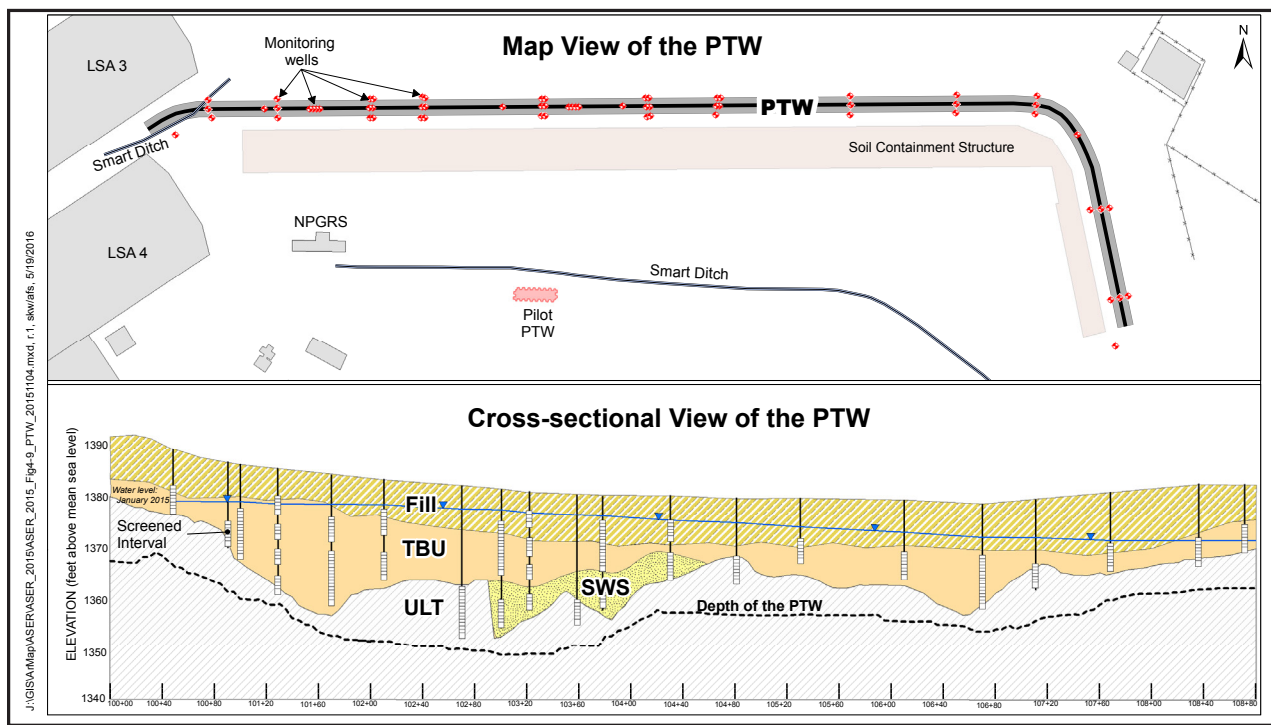 Map View of the PTW
N
LSA 3
Monitoring
wells
PTW
Smart Ditch
Soil Containment Structure
LSA 4
NPGRS
Smart Ditch
Pilot
PTW
Cross-sectional View of the PTW
ELEVATION (feet above mean sea level)
1390
1380
1370
1360
1350
1340
Water level:
January 2015
Fill
Screened
Interval
TBU
SWS
ULT
Depth of the PTW
100+00
100+40
100+80
101+20
101+60
102+00
102+40
102+80
103+20
103+60
104+00
104+40
104+80
105+20
105+60
106+00
106+40
106+80
107+20
107+60
108+00
108+40
108+80
J:\GIS\ArMap\ASER\ASER_2015\ASER_2015_Fig4-9_PTW_20151104.mxd, r:1, skw/afs, 5/19/2016